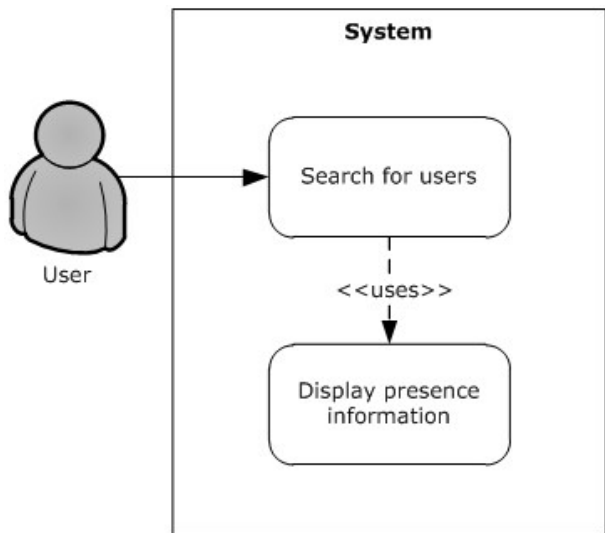 System
Search for users
User
<<uses>>
Display presence
information